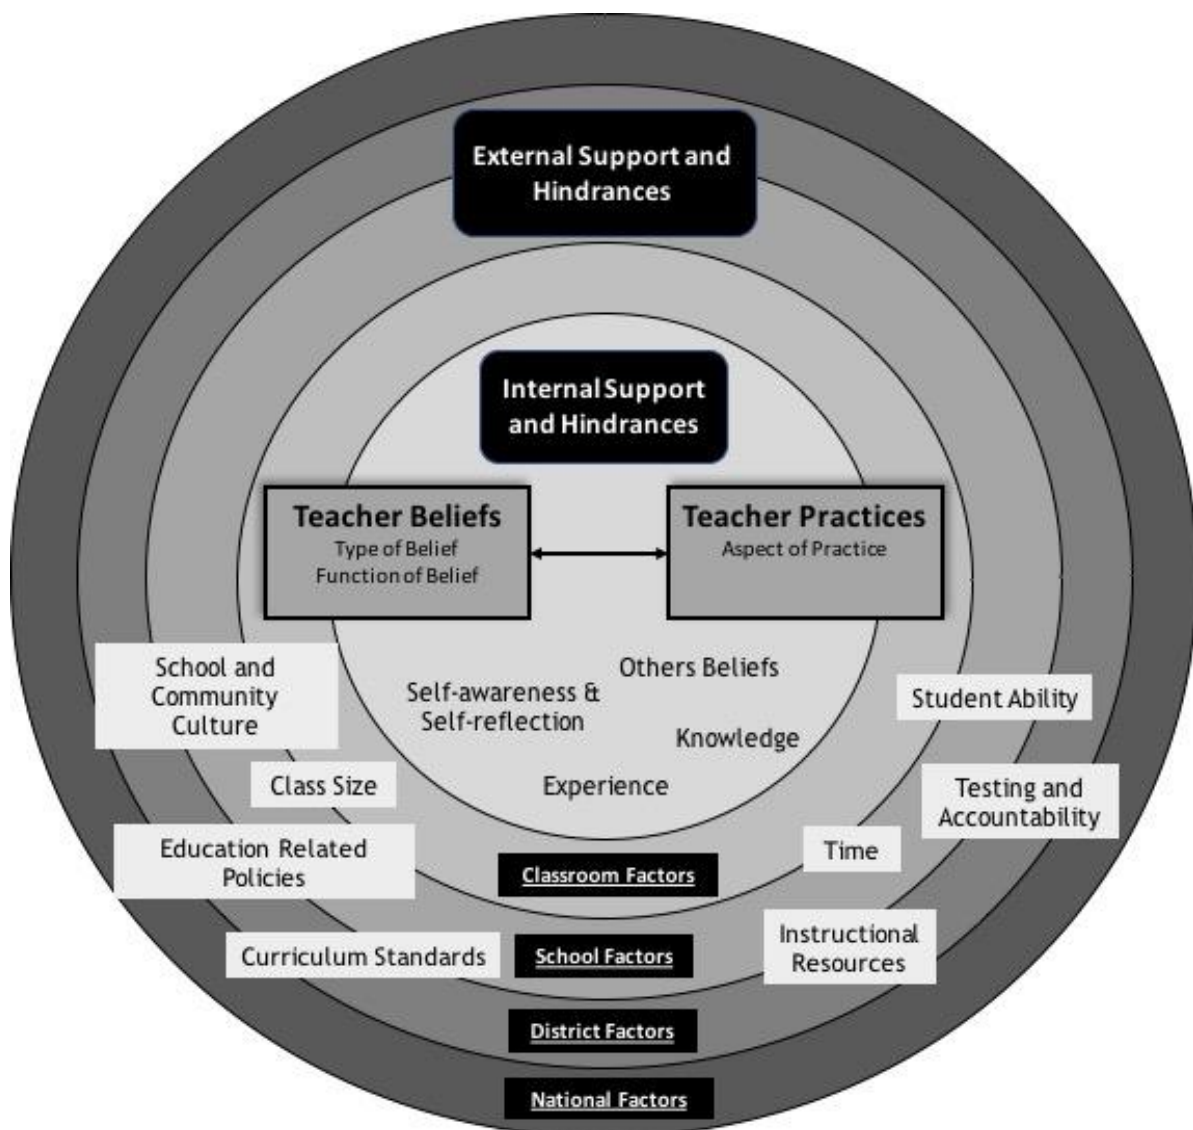 External Support and
Hindrances
Internal Support
and Hindrances
Teacher Beliefs
Type of Belief
Function of Belief
Teacher Practices
Aspect of Practice
School and
Community
Culture
Self-awareness &
Self-reflection
Others Beliefs
Knowledge
Experience
Student Ability
Class Size
Testing and
Accountability
Education Related
Policies
Time
Classroom Factors
Curriculum Standards
School Factors
Instructional
Resources
District Factors
National Factors